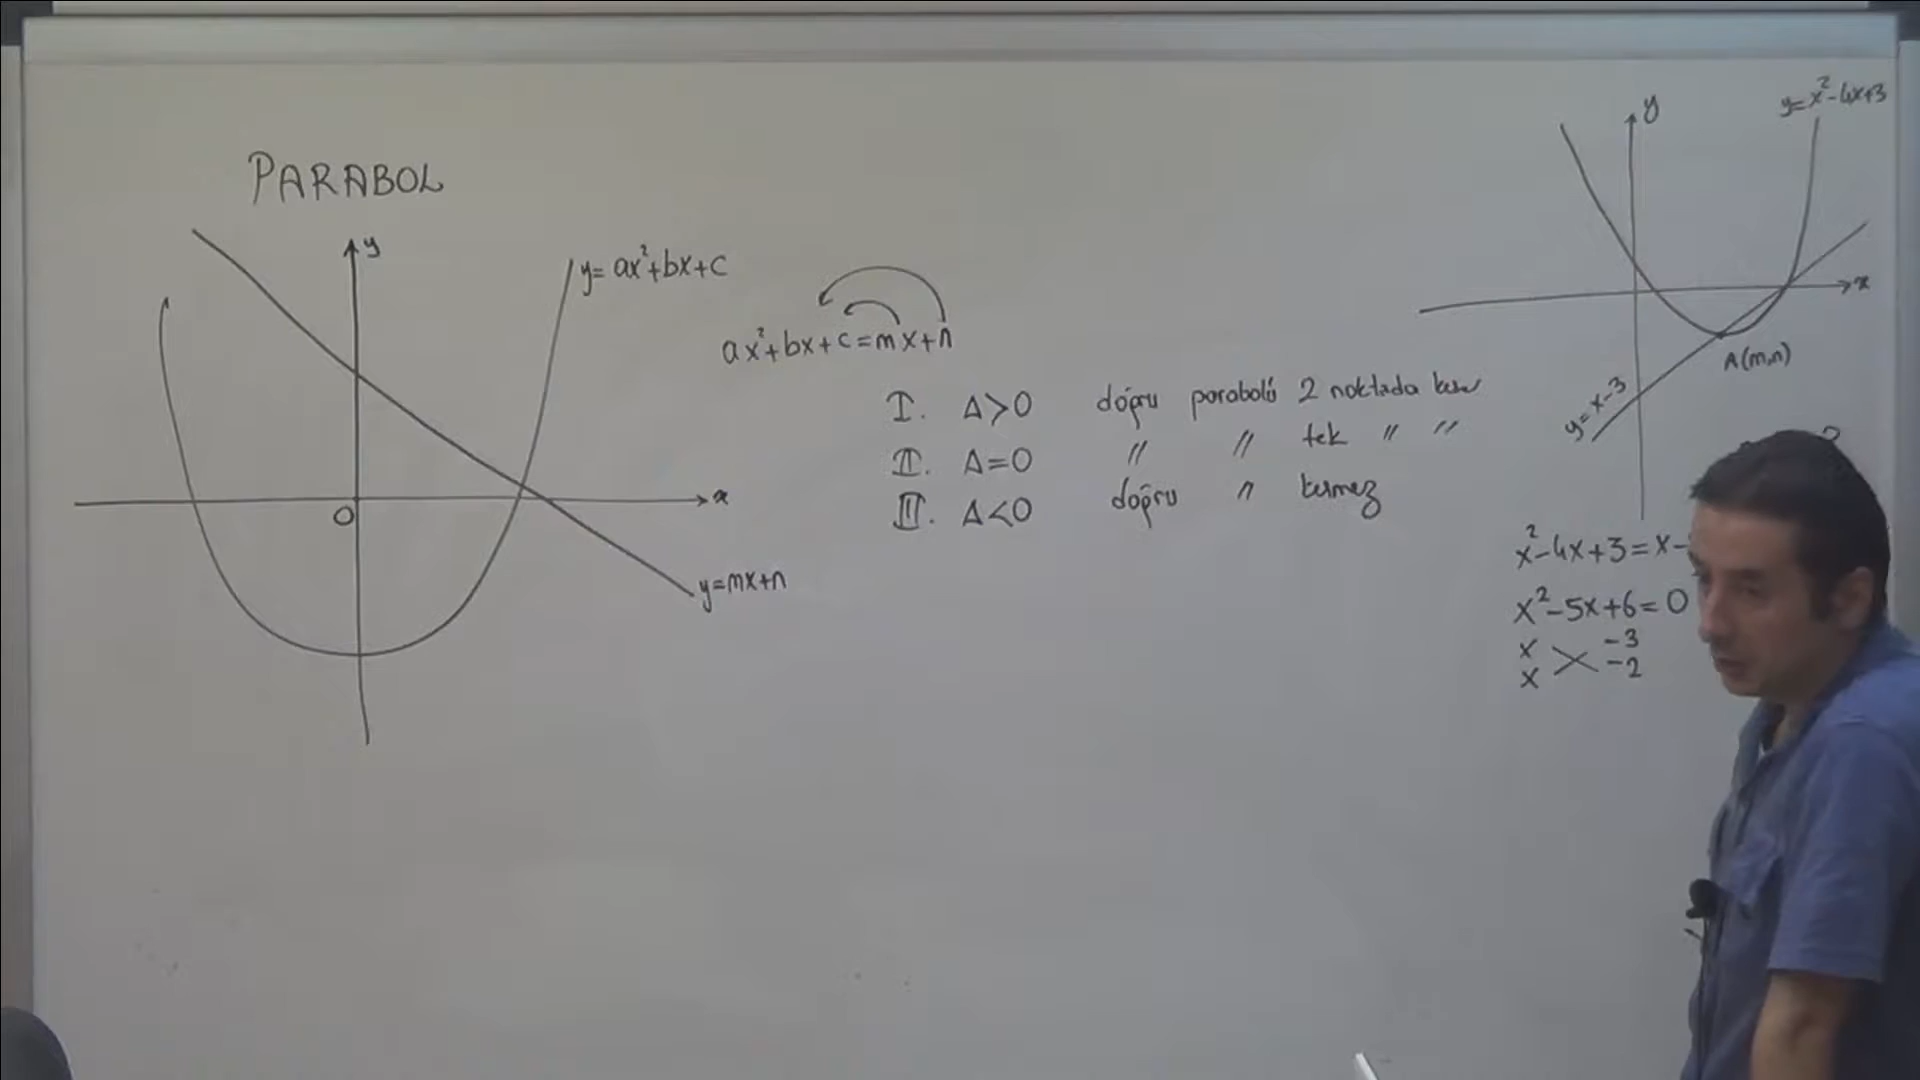 PARABOL
y
y=ax²+bx+c
x
O
y=mx+n
ax²+bx+c=mx+n
I. Δ>0 doğru parabolü 2 noktada keser
II. Δ=0 〃 〃 tek 〃 〃
III. Δ<0 doğru 〃 kesmez
y=x²-4x+3
y
x
A(m,n)
y=x-3
x²-4x+3=x-
x²-5x+6=0
x -3
x -2